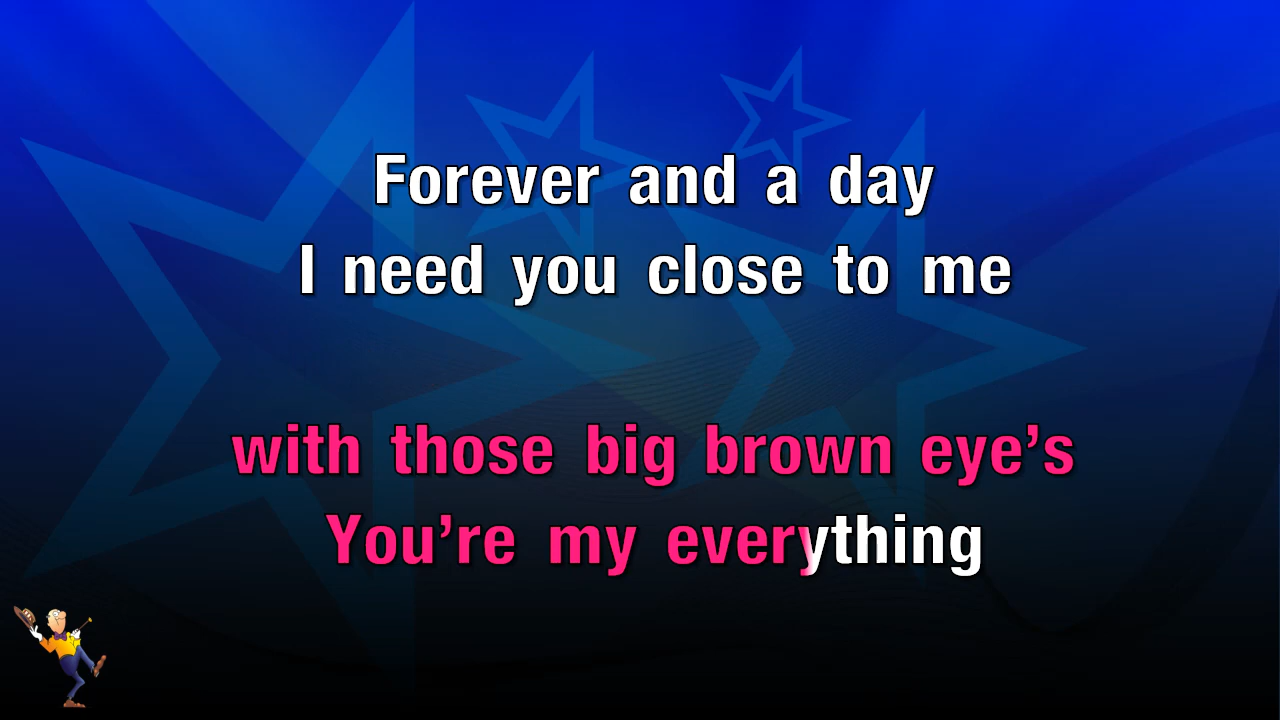 Forever and a day
I need you close to me
with those big brown eye’s
You’re my everything